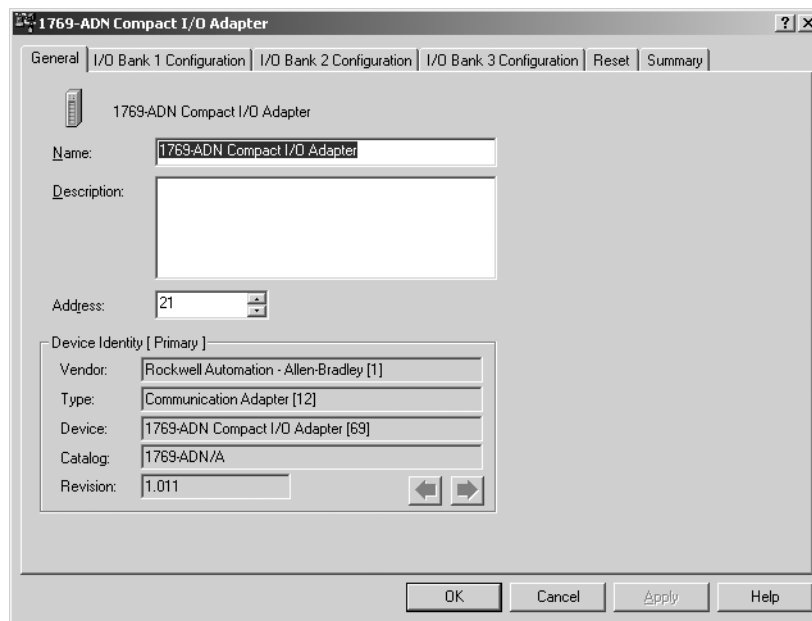 1769-ADN Compact I/O Adapter
General I/O Bank 1 Configuration I/O Bank 2 Configuration I/O Bank 3 Configuration Reset Summary
1769-ADN Compact I/O Adapter
Name: 1769-ADN Compact I/O Adapter
Description:
Address: 21
Device Identity [ Primary ]
Vendor: Rockwell Automation - Allen-Bradley [1]
Type: Communication Adapter [12]
Device: 1769-ADN Compact I/O Adapter [69]
Catalog: 1769-ADN/A
Revision: 1.011
OK Cancel Apply Help